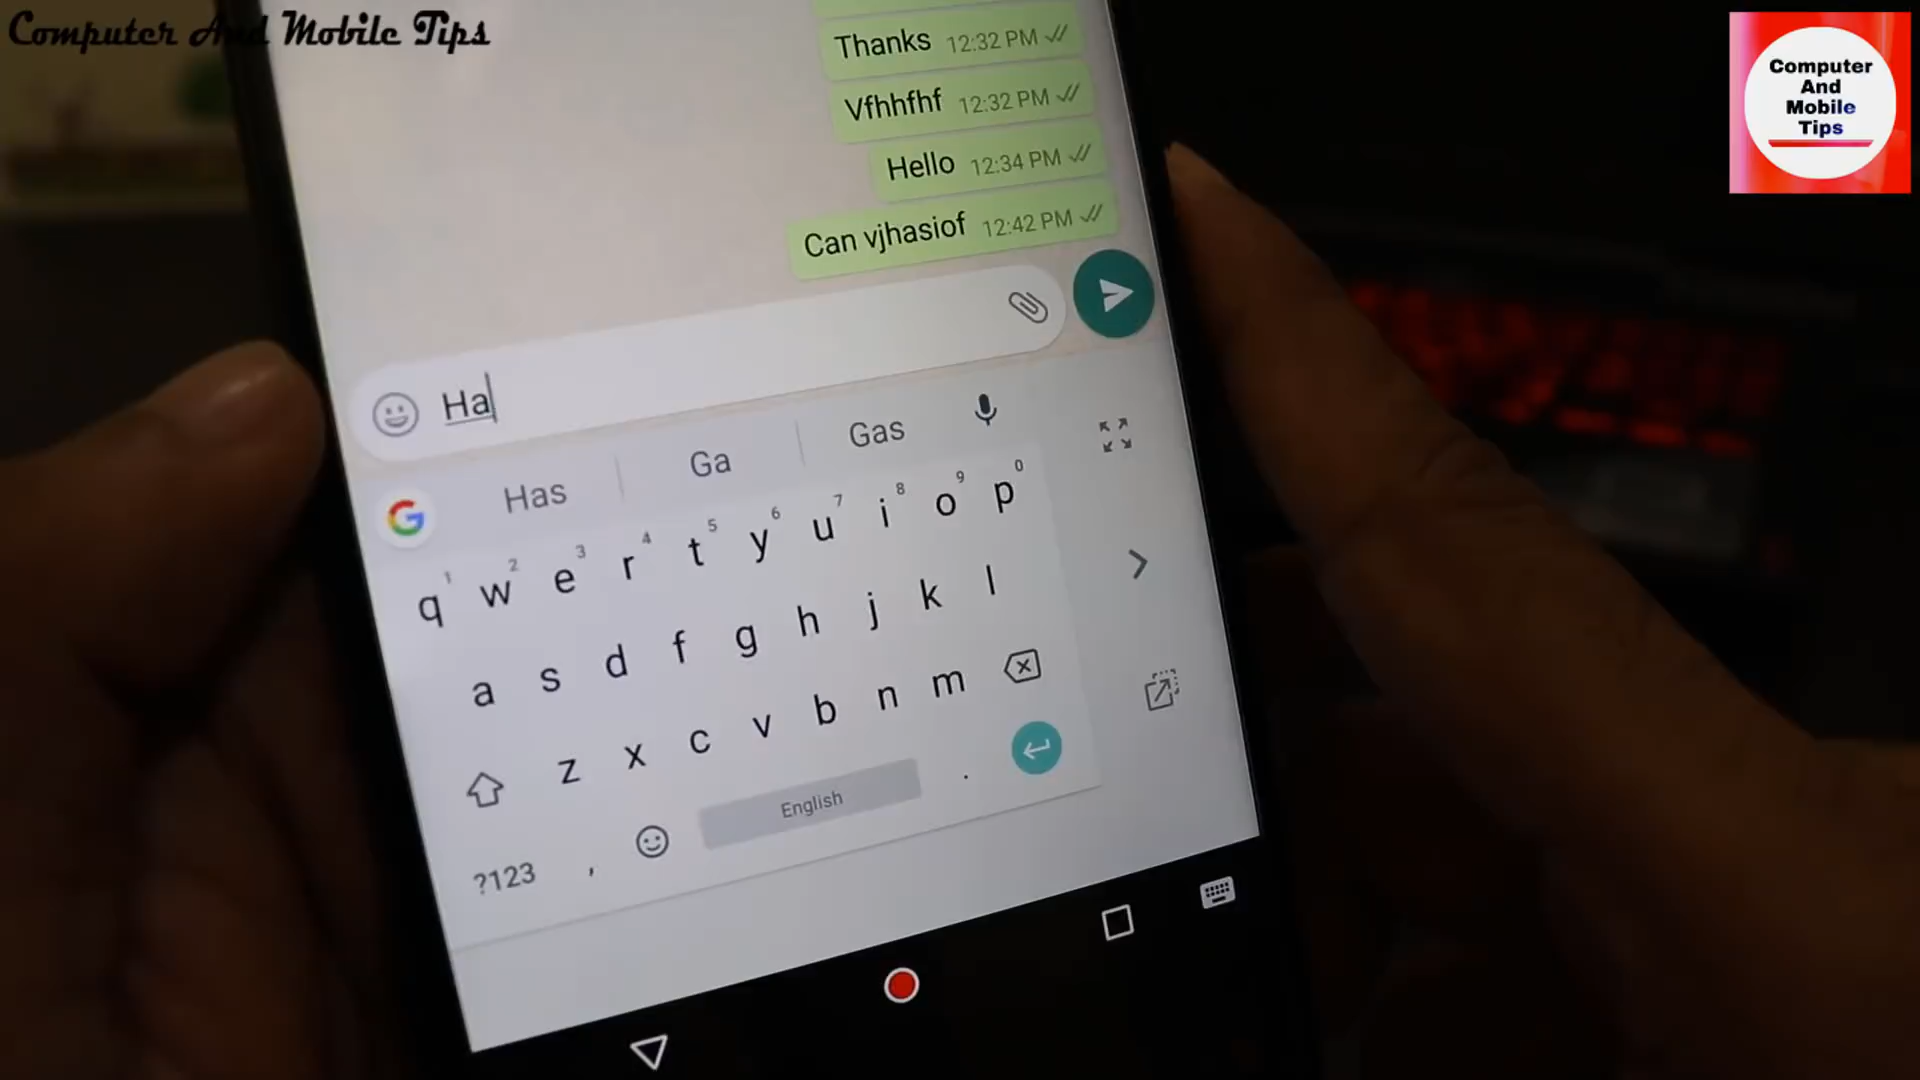 Computer And Mobile Tips
Computer
And
Mobile
Tips
Thanks 12:32 PM
Vfhhfhf 12:32 PM
Hello 12:34 PM
Can vjhasiof 12:42 PM
Ha
G Has Ga Gas
1 2 3 4 5 6 7 8 9 0
q w e r t y u i o p
a s d f g h j k l
z x c v b n m
?123 , English .